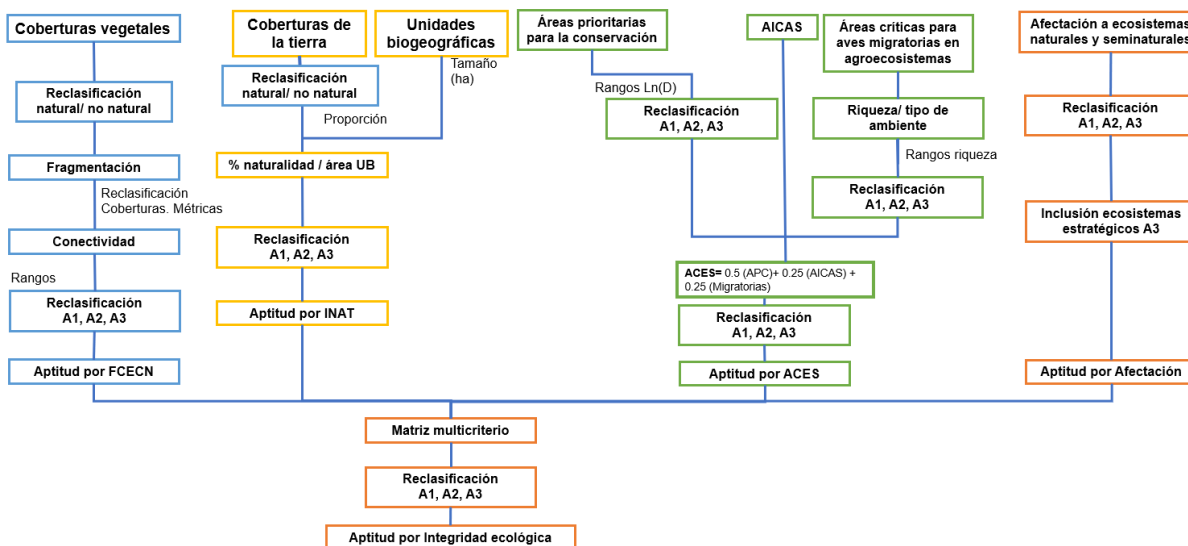 Coberturas vegetales
Reclasificación
natural/ no natural
Fragmentación
Reclasificación
Coberturas. Métricas
Conectividad
Rangos
Reclasificación
A1, A2, A3
Aptitud por FCECN
Coberturas de
la tierra
Reclasificación
natural/ no natural
Proporción
Unidades
biogeográficas
Tamaño
(ha)
% naturalidad / área UB
Reclasificación
A1, A2, A3
Aptitud por INAT
Áreas prioritarias
para la conservación
Rangos Ln(D)
Reclasificación
A1, A2, A3
AICAS
Áreas críticas para
aves migratorias en
agroecosistemas
Riqueza/ tipo de
ambiente
Rangos riqueza
Reclasificación
A1, A2, A3
ACES= 0.5 (APC)+ 0.25 (AICAS) +
0.25 (Migratorias)
Reclasificación
A1, A2, A3
Aptitud por ACES
Afectación a ecosistemas
naturales y seminaturales
Reclasificación
A1, A2, A3
Inclusión ecosistemas
estratégicos A3
Aptitud por Afectación
Matriz multicriterio
Reclasificación
A1, A2, A3
Aptitud por Integridad ecológica